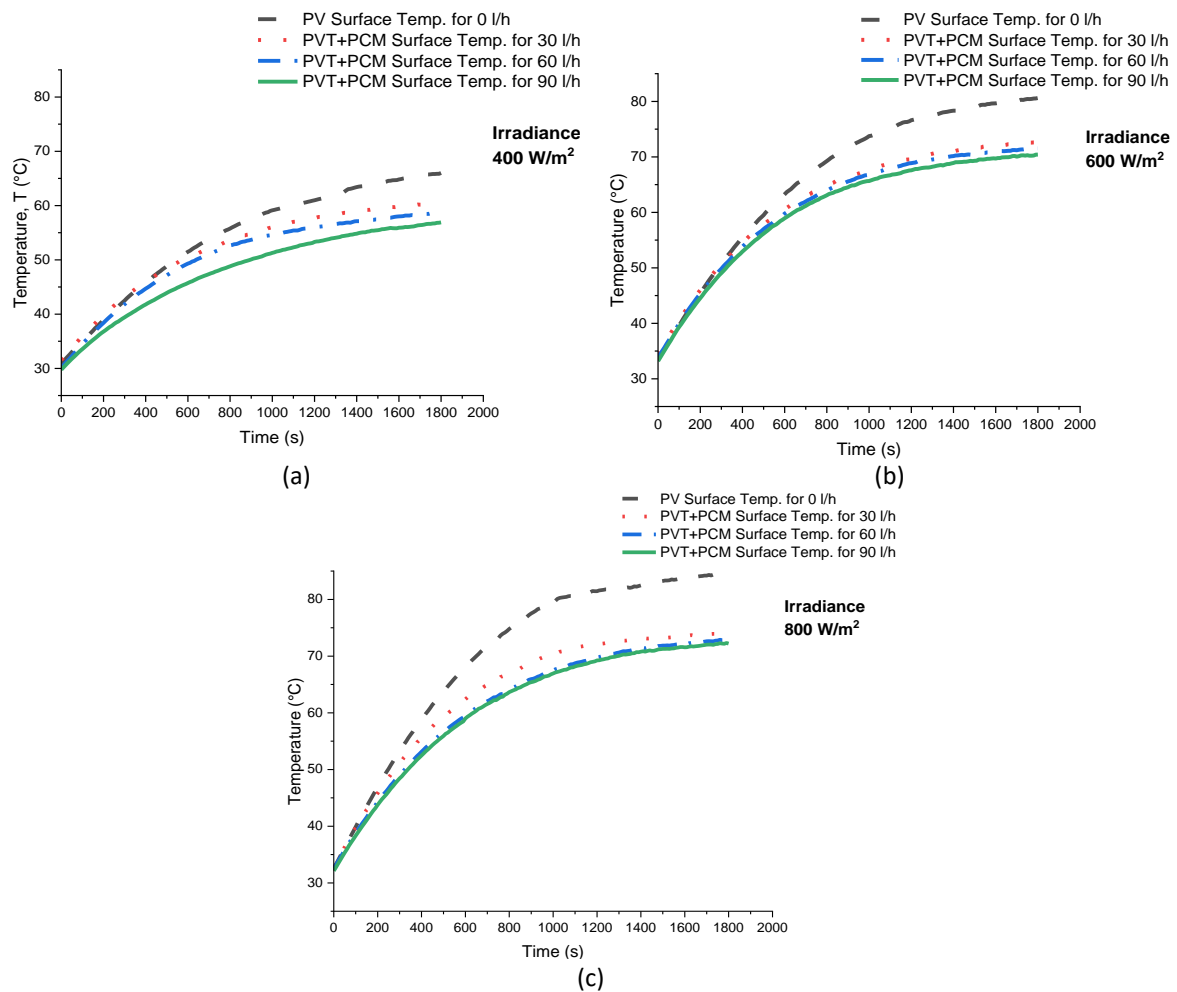 PV Surface Temp. for 0 l/h
PVT+PCM Surface Temp. for 30 l/h
PVT+PCM Surface Temp. for 60 l/h
PVT+PCM Surface Temp. for 90 l/h
Irradiance
400 W/m²
Temperature, T (°C)
80
70
60
50
40
30
0 200 400 600 800 1000 1200 1400 1600 1800 2000
Time (s)
(a)
PV Surface Temp. for 0 l/h
PVT+PCM Surface Temp. for 30 l/h
PVT+PCM Surface Temp. for 60 l/h
PVT+PCM Surface Temp. for 90 l/h
Irradiance
600 W/m²
Temperature (°C)
80
70
60
50
40
30
0 200 400 600 800 1000 1200 1400 1600 1800 2000
Time (s)
(b)
PV Surface Temp. for 0 l/h
PVT+PCM Surface Temp. for 30 l/h
PVT+PCM Surface Temp. for 60 l/h
PVT+PCM Surface Temp. for 90 l/h
Irradiance
800 W/m²
Temperature (°C)
80
70
60
50
40
30
0 200 400 600 800 1000 1200 1400 1600 1800 2000
Time (s)
(c)